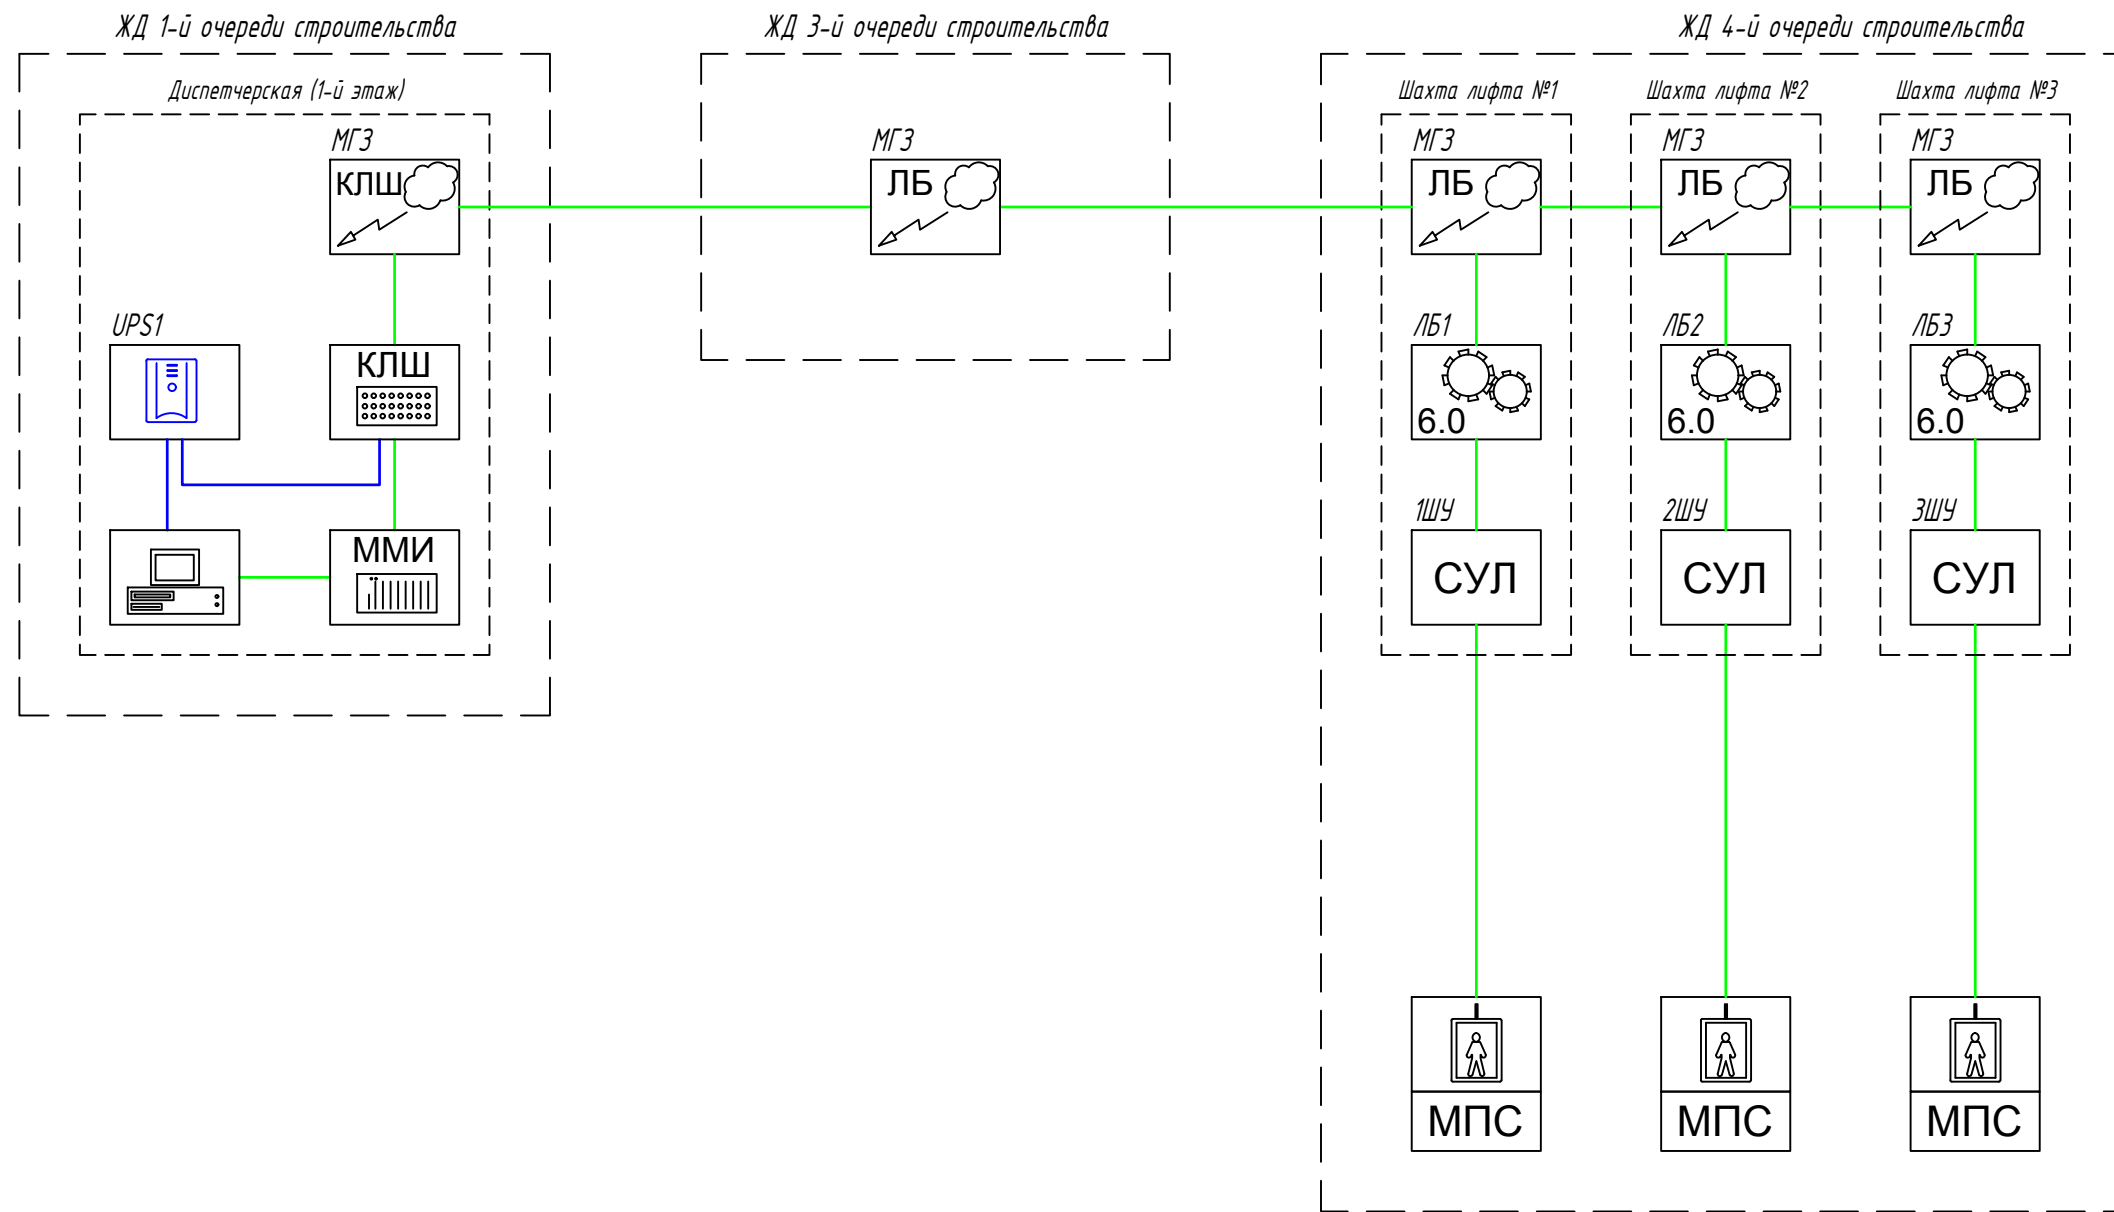 ЖД 1-й очереди строительства
ЖД 3-й очереди строительства
ЖД 4-й очереди строительства
Диспетчерская (1-й этаж)
Шахта лифта №1
Шахта лифта №2
Шахта лифта №3
МГЗ
МГЗ
МГЗ
МГЗ
МГЗ
КЛШ
ЛБ
ЛБ
ЛБ
ЛБ
UPS1
ЛБ1
ЛБ2
ЛБ3
КЛШ
6.0
6.0
6.0
1ШУ
2ШУ
3ШУ
ММИ
СУЛ
СУЛ
СУЛ
МПС
МПС
МПС